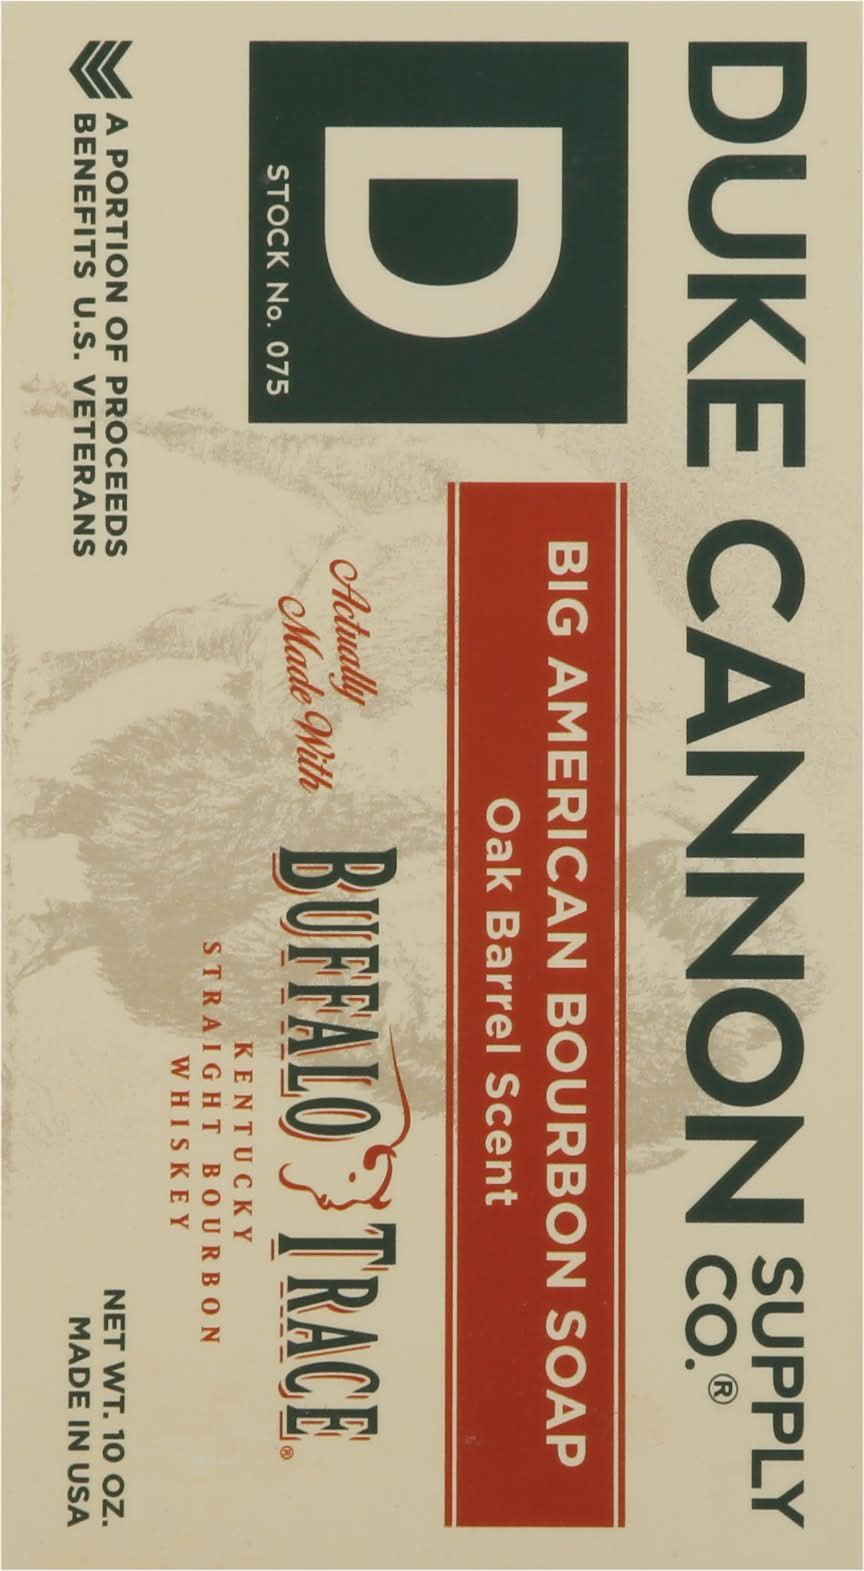 DUKE CANNON SUPPLY
CO.®
D
STOCK No. 075
BIG AMERICAN BOURBON SOAP
Oak Barrel Scent
Actually
Made With
BUFFALO TRACE®
KENTUCKY
STRAIGHT BOURBON
WHISKEY
A PORTION OF PROCEEDS
BENEFITS U.S. VETERANS
NET WT. 10 OZ.
MADE IN USA